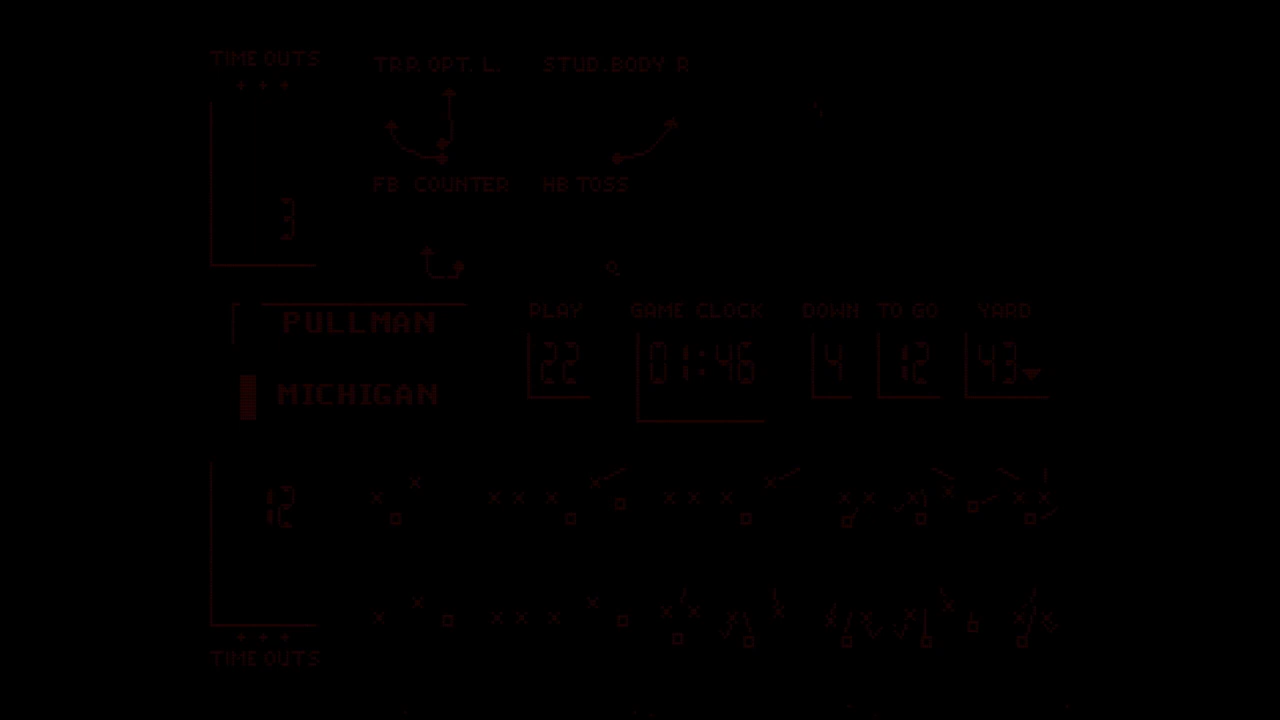 TIME OUTS
TRP. OPT. L. STUD.BODY R
3
FB COUNTER HB TOSS
PULLMAN
PLAY GAME CLOCK DOWN TO GO YARD
22 01:46 4 12 43
MICHIGAN
12
TIME OUTS